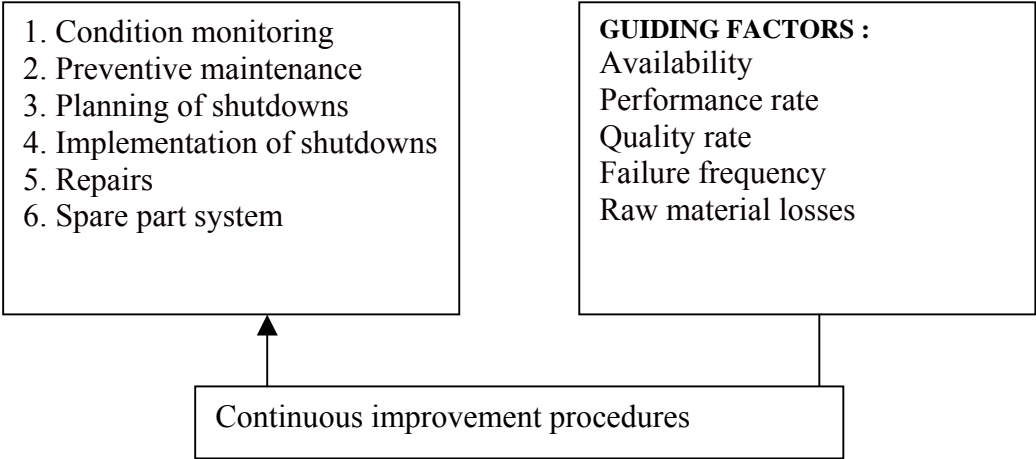 1. Condition monitoring
2. Preventive maintenance
3. Planning of shutdowns
4. Implementation of shutdowns
5. Repairs
6. Spare part system
GUIDING FACTORS :
Availability
Performance rate
Quality rate
Failure frequency
Raw material losses
Continuous improvement procedures